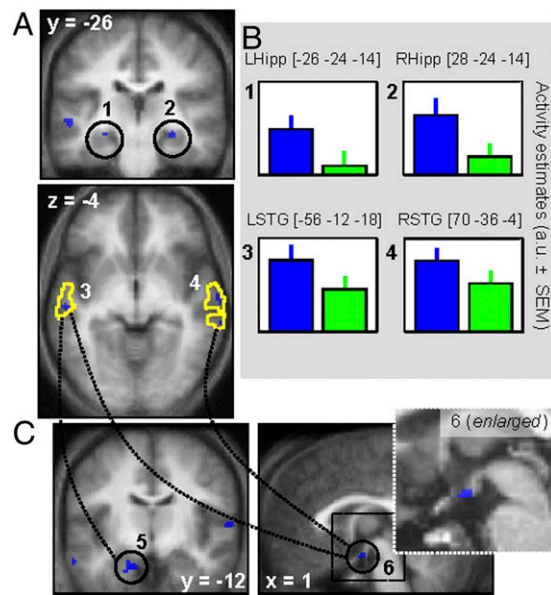 A
y = -26
1
2
z = -4
3
4
B
LHipp [-26 -24 -14]
RHipp [28 -24 -14]
1
2
LSTG [-56 -12 -18]
RSTG [70 -36 -4]
3
4
Activity estimates (a.u. ± SEM)
C
5
y = -12
x = 1
6
6 (enlarged)